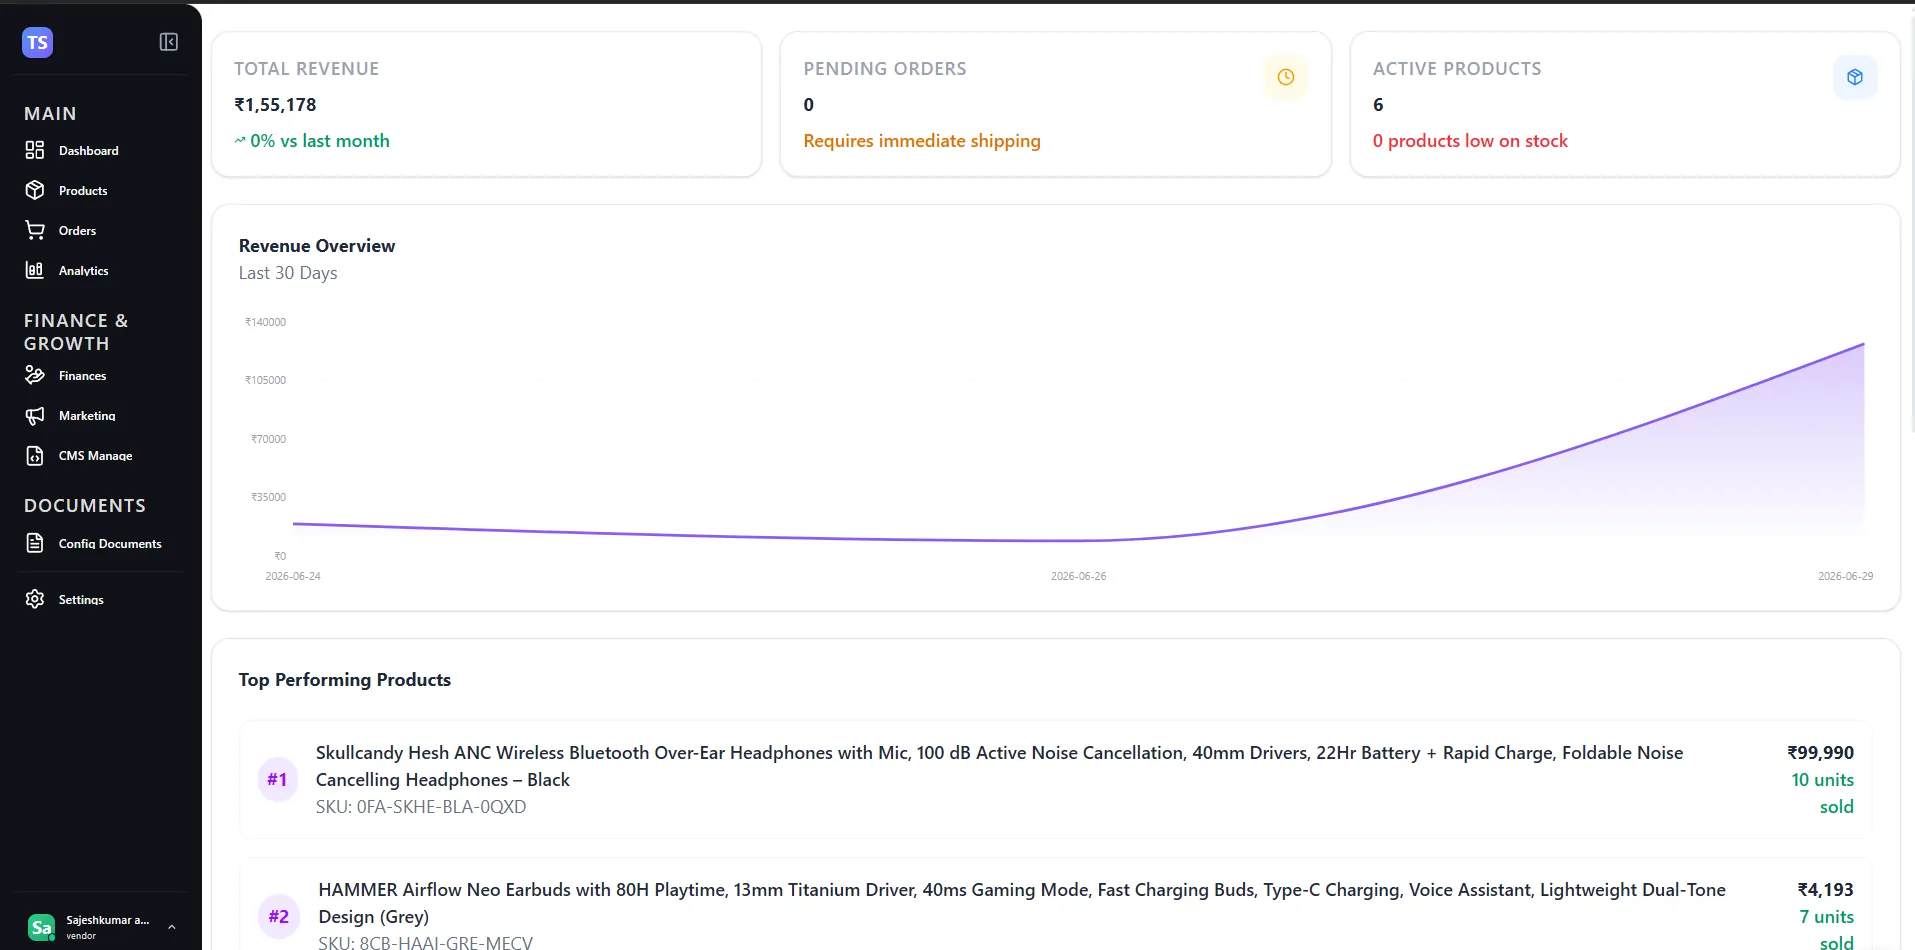 TS
MAIN
Dashboard
Products
Orders
Analytics
FINANCE &
GROWTH
Finances
Marketing
CMS Manage
DOCUMENTS
Config Documents
Settings
Sa
Sajeshkumar a...
vendor
TOTAL REVENUE
₹1,55,178
0% vs last month
PENDING ORDERS
0
Requires immediate shipping
ACTIVE PRODUCTS
6
0 products low on stock
Revenue Overview
Last 30 Days
₹140000
₹105000
₹70000
₹35000
₹0
2026-06-24
2026-06-26
2026-06-29
Top Performing Products
#1
Skullcandy Hesh ANC Wireless Bluetooth Over-Ear Headphones with Mic, 100 dB Active Noise Cancellation, 40mm Drivers, 22Hr Battery + Rapid Charge, Foldable Noise
Cancelling Headphones – Black
SKU: 0FA-SKHE-BLA-0QXD
₹99,990
10 units
sold
#2
HAMMER Airflow Neo Earbuds with 80H Playtime, 13mm Titanium Driver, 40ms Gaming Mode, Fast Charging Buds, Type-C Charging, Voice Assistant, Lightweight Dual-Tone
Design (Grey)
SKU: 8CB-HAAI-GRE-MECV
₹4,193
7 units
sold